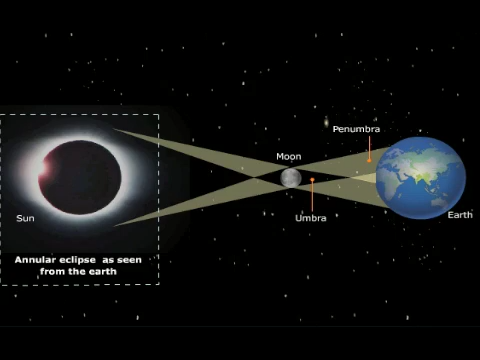 Penumbra
Moon
Sun
Umbra
Earth
Annular eclipse as seen
from the earth